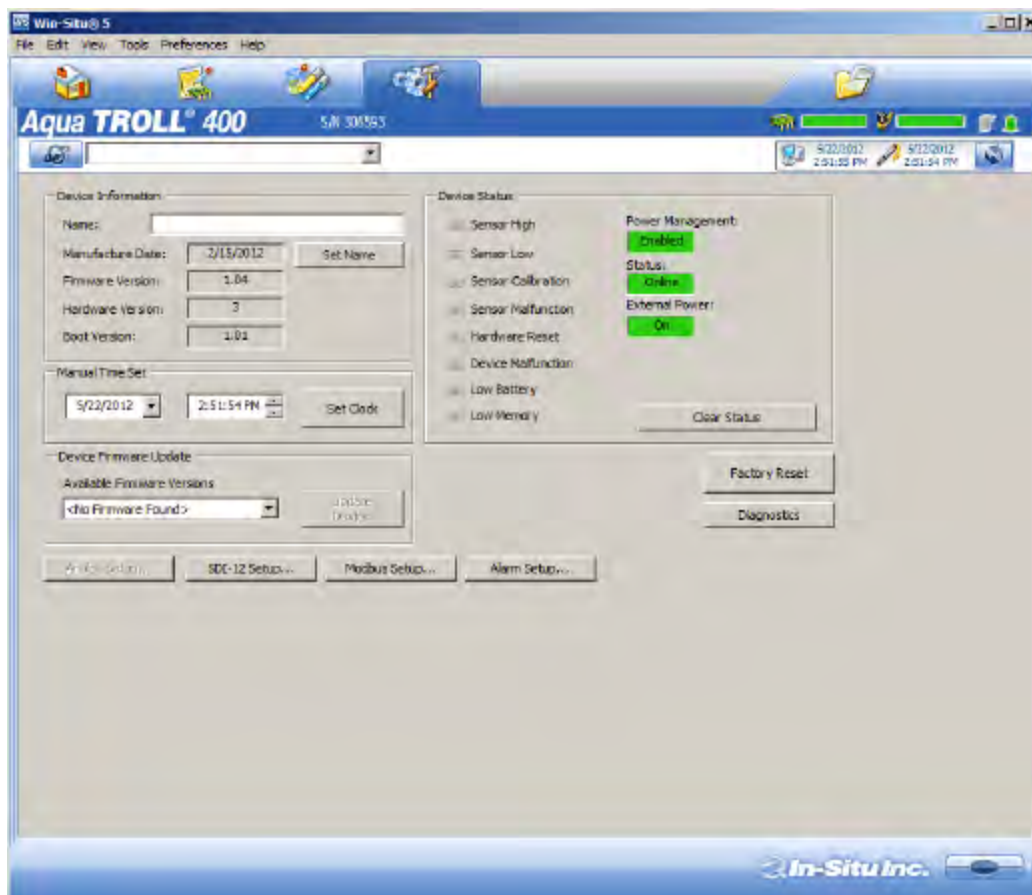 Win-Situ® 5
File Edit View Tools Preferences Help
Aqua TROLL® 400
5/22/2012 2:51:55 PM
5/22/2012 2:51:54 PM
Device Information
Name:
Manufacture Date: 2/15/2012
Set Name
Firmware Version: 1.04
Hardware Version: 3
Boot Version: 1.01
Manual Time Set
5/22/2012 2:51:54 PM
Set Clock
Device Firmware Update
Available Firmware Versions
<No Firmware Found>
Update Device
Device Status
Sensor High
Sensor Low
Sensor Calibration
Sensor Malfunction
Hardware Reset
Device Malfunction
Low Battery
Low Memory
Power Management:
Enabled
Status:
Online
External Power:
On
Clear Status
Factory Reset
Diagnostics
SDI-12 Setup... Modbus Setup... Alarm Setup...
In-Situ Inc.